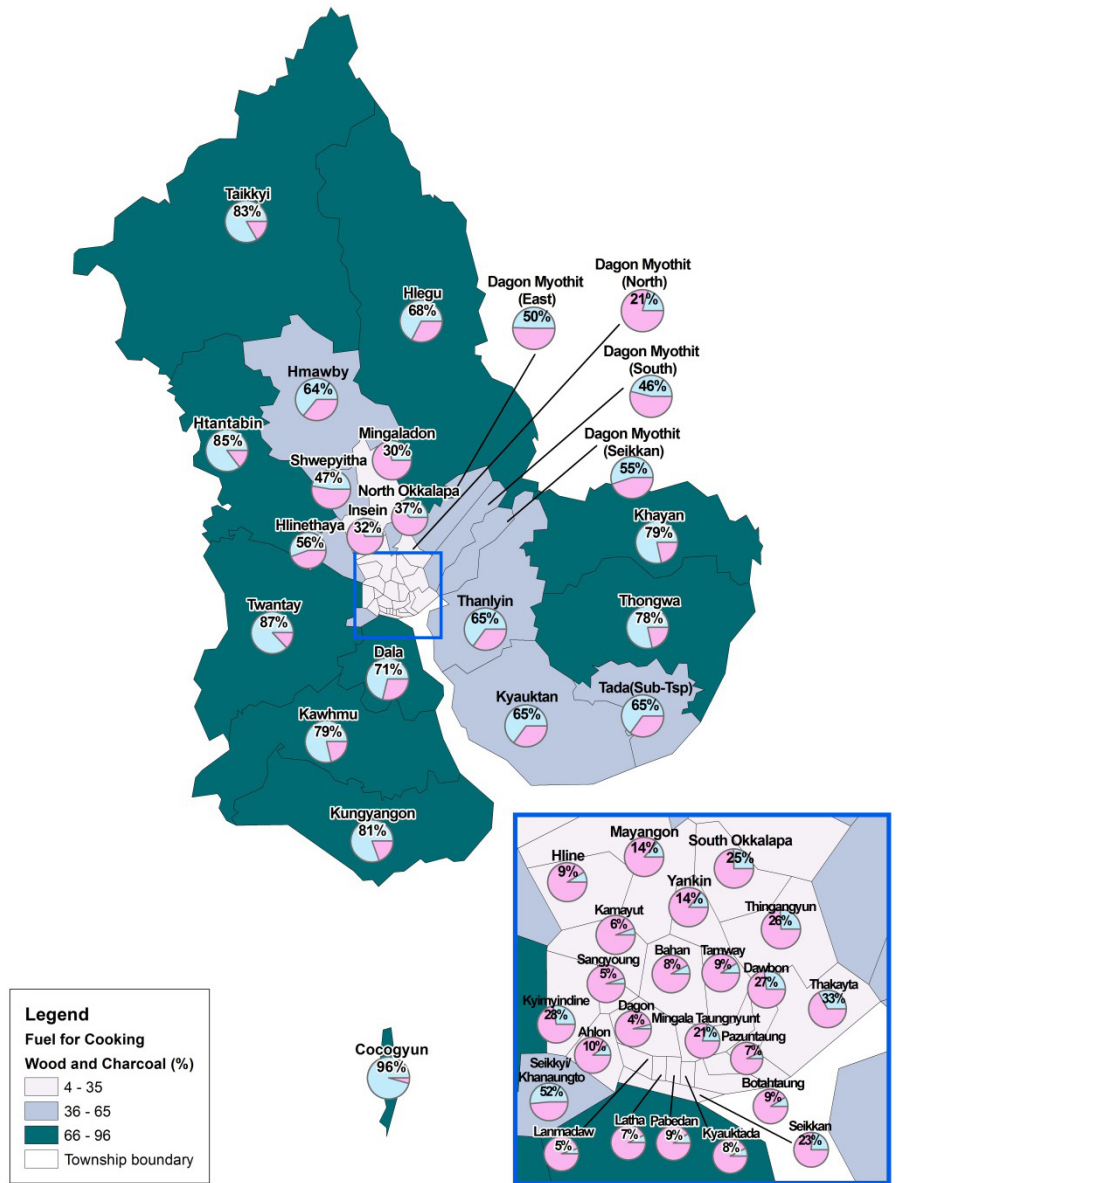 Taikkyi
83%
Hlegu
68%
Dagon Myothit
(East)
50%
Dagon Myothit
(North)
21%
Dagon Myothit
(South)
46%
Dagon Myothit
(Seikkan)
55%
Hmawby
64%
Htantabin
85%
Mingaladon
30%
Shwepyitha
47%
North Okkalapa
37%
Insein
32%
Hlinethaya
56%
Khayan
79%
Twantay
87%
Thanlyin
65%
Thongwa
78%
Dala
71%
Kyauktan
65%
Tada(Sub-Tsp)
65%
Kawhmu
79%
Kungyangon
81%
Cocogyun
96%
Mayangon
14%
South Okkalapa
25%
Hline
9%
Yankin
14%
Thingangyun
26%
Kamayut
6%
Bahan
8%
Tamway
9%
Sangyoung
5%
Dawbon
27%
Thakayta
33%
Kyimyindine
28%
Dagon
4%
Mingala Taungnyunt
21%
Ahlon
10%
Pazuntaung
7%
Seikkyi/
Khanaungto
52%
Botahtaung
9%
Lanmadaw
5%
Latha
7%
Pabedan
9%
Kyauktada
8%
Seikkan
23%
Legend
Fuel for Cooking
Wood and Charcoal (%)
4 - 35
36 - 65
66 - 96
Township boundary